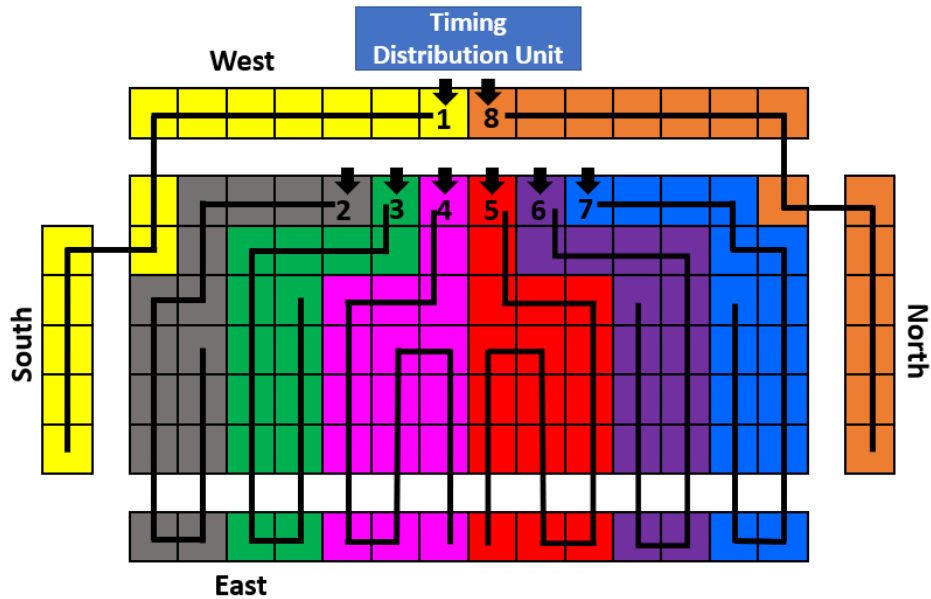 Timing
Distribution Unit
West
1 8
2 3 4 5 6 7
South
North
East